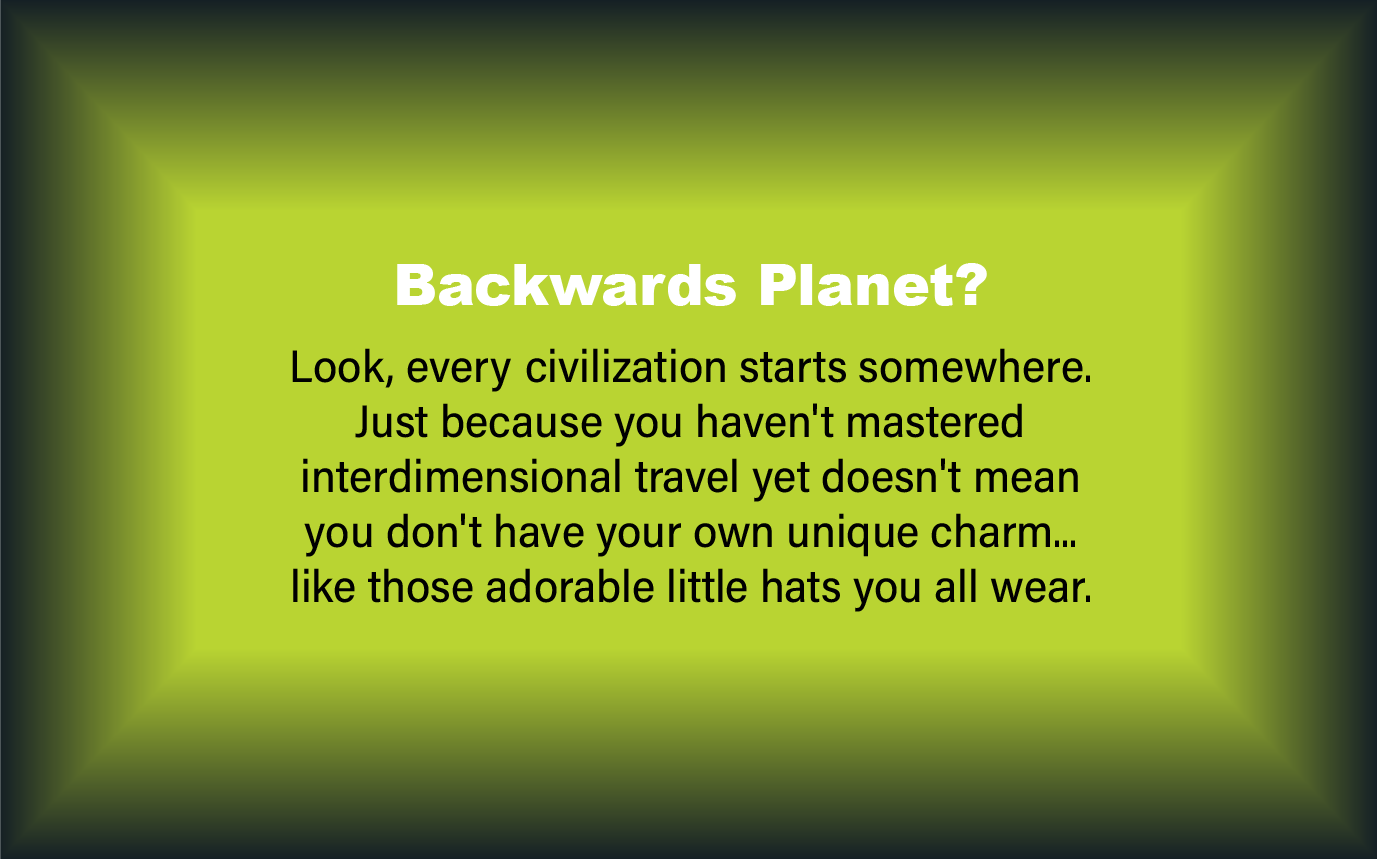 Backwards Planet?
Look, every civilization starts somewhere.
Just because you haven't mastered
interdimensional travel yet doesn't mean
you don't have your own unique charm...
like those adorable little hats you all wear.